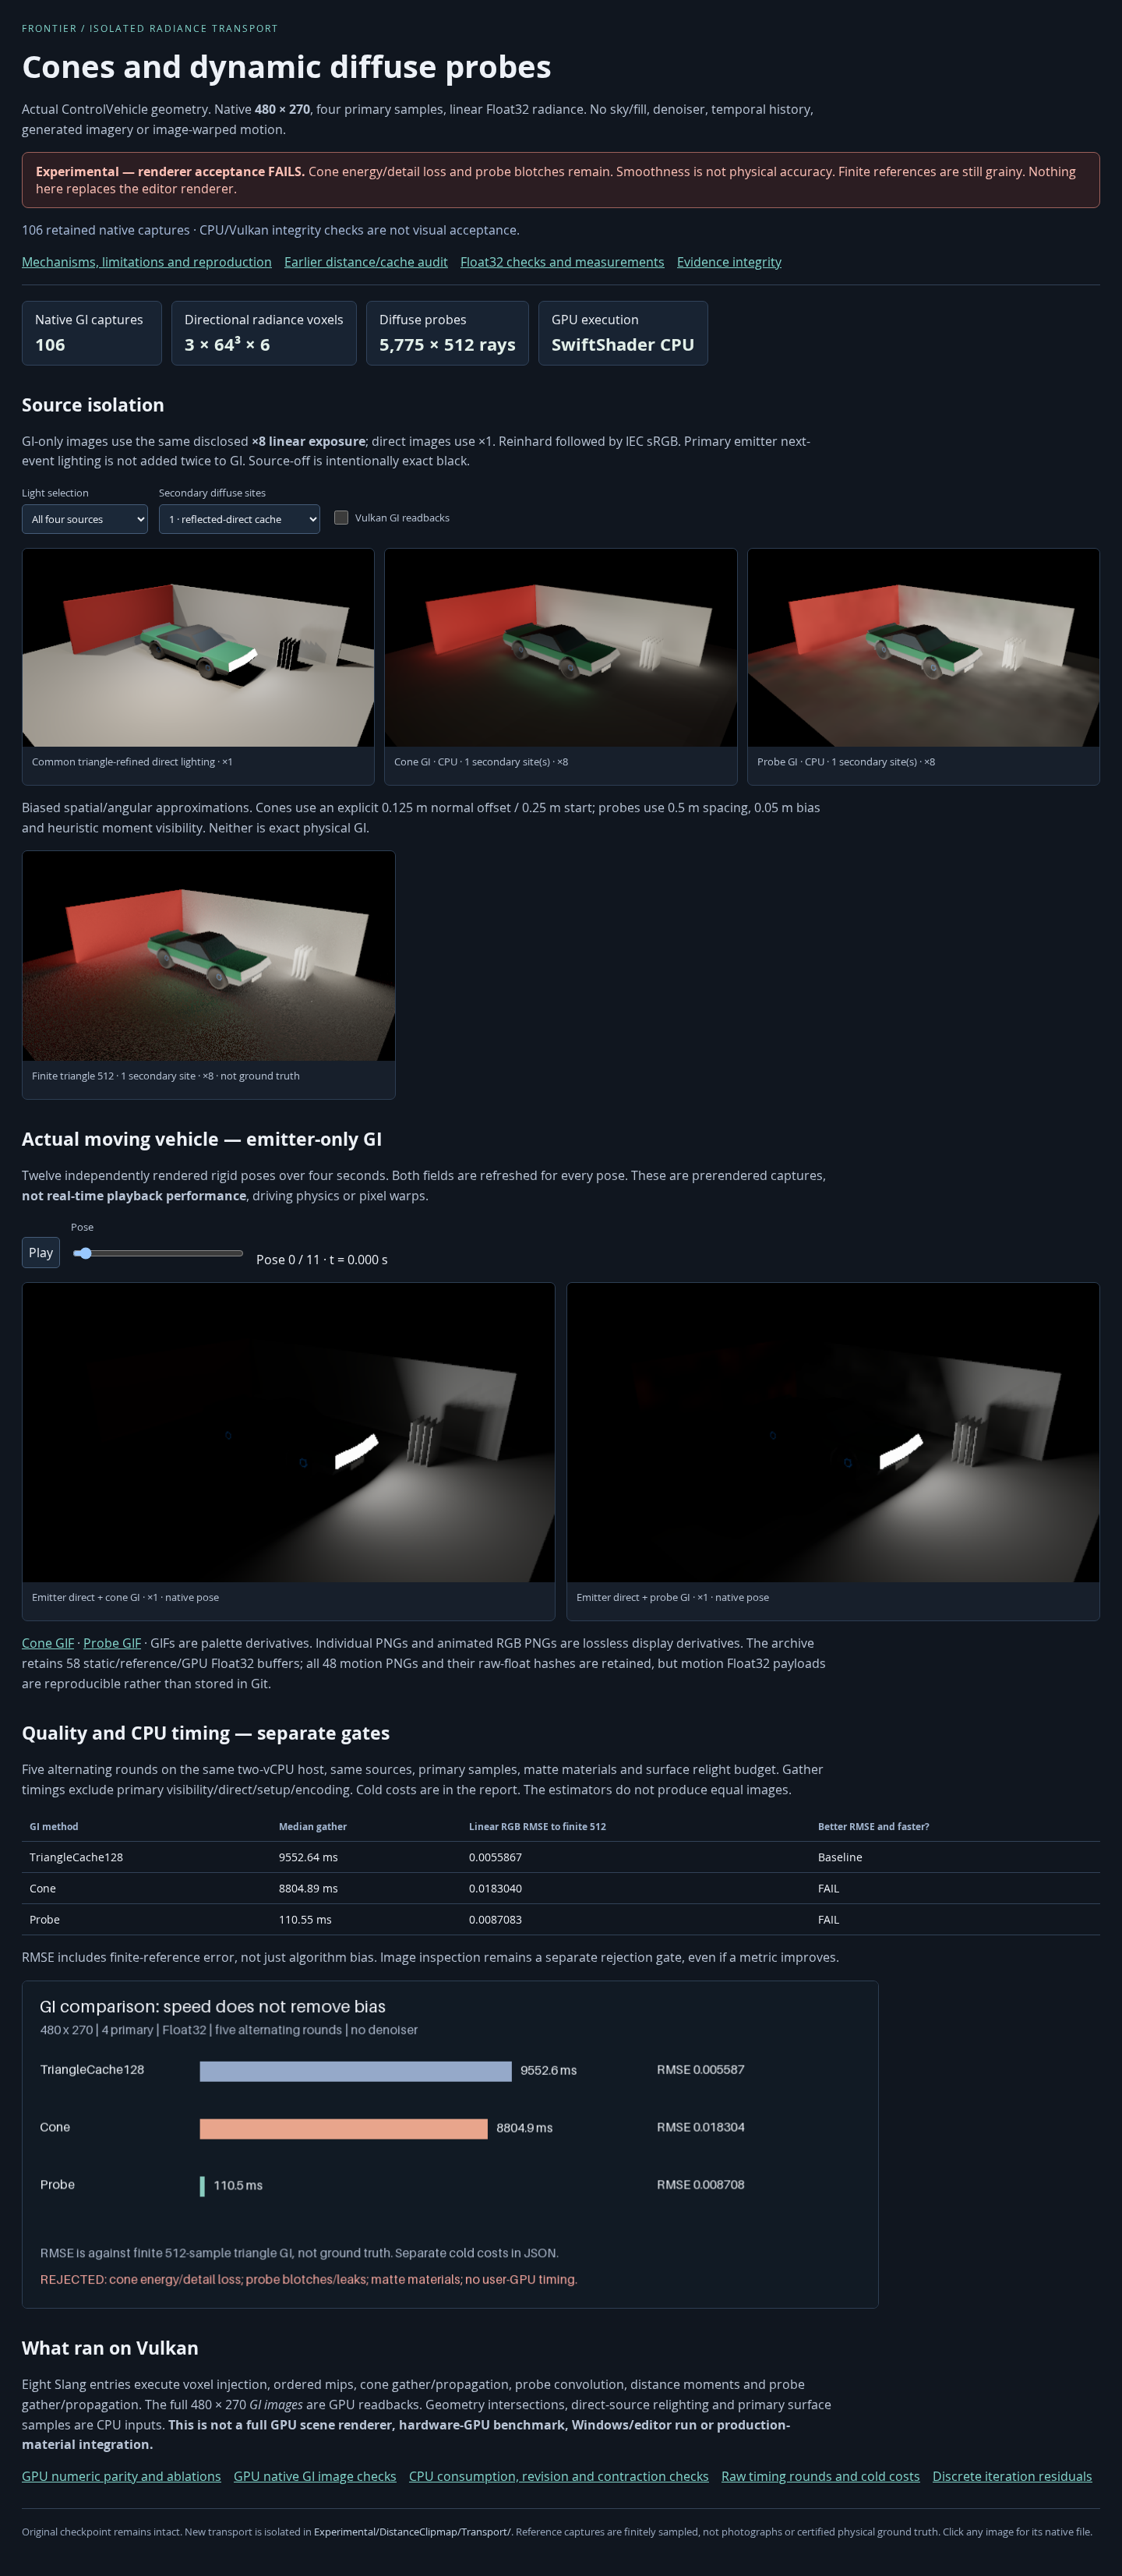 FRONTIER / ISOLATED RADIANCE TRANSPORT
Cones and dynamic diffuse probes
Actual ControlVehicle geometry. Native 480 × 270, four primary samples, linear Float32 radiance. No sky/fill, denoiser, temporal history,
generated imagery or image-warped motion.
Experimental — renderer acceptance FAILS. Cone energy/detail loss and probe blotches remain. Smoothness is not physical accuracy. Finite references are still grainy. Nothing
here replaces the editor renderer.
106 retained native captures · CPU/Vulkan integrity checks are not visual acceptance.
Mechanisms, limitations and reproduction Earlier distance/cache audit Float32 checks and measurements Evidence integrity
Native GI captures
106
Directional radiance voxels
3 × 64³ × 6
Diffuse probes
5,775 × 512 rays
GPU execution
SwiftShader CPU
Source isolation
GI-only images use the same disclosed ×8 linear exposure; direct images use ×1. Reinhard followed by IEC sRGB. Primary emitter next-
event lighting is not added twice to GI. Source-off is intentionally exact black.
Light selection
All four sources
Secondary diffuse sites
1 · reflected-direct cache
Vulkan GI readbacks
Common triangle-refined direct lighting · ×1
Cone GI · CPU · 1 secondary site(s) · ×8
Probe GI · CPU · 1 secondary site(s) · ×8
Biased spatial/angular approximations. Cones use an explicit 0.125 m normal offset / 0.25 m start; probes use 0.5 m spacing, 0.05 m bias
and heuristic moment visibility. Neither is exact physical GI.
Finite triangle 512 · 1 secondary site · ×8 · not ground truth
Actual moving vehicle — emitter-only GI
Twelve independently rendered rigid poses over four seconds. Both fields are refreshed for every pose. These are prerendered captures,
not real-time playback performance, driving physics or pixel warps.
Play
Pose
Pose 0 / 11 · t = 0.000 s
Emitter direct + cone GI · ×1 · native pose
Emitter direct + probe GI · ×1 · native pose
Cone GIF · Probe GIF · GIFs are palette derivatives. Individual PNGs and animated RGB PNGs are lossless display derivatives. The archive
retains 58 static/reference/GPU Float32 buffers; all 48 motion PNGs and their raw-float hashes are retained, but motion Float32 payloads
are reproducible rather than stored in Git.
Quality and CPU timing — separate gates
Five alternating rounds on the same two-vCPU host, same sources, primary samples, matte materials and surface relight budget. Gather
timings exclude primary visibility/direct/setup/encoding. Cold costs are in the report. The estimators do not produce equal images.
GI method Median gather Linear RGB RMSE to finite 512 Better RMSE and faster?
TriangleCache128 9552.64 ms 0.0055867 Baseline
Cone 8804.89 ms 0.0183040 FAIL
Probe 110.55 ms 0.0087083 FAIL
RMSE includes finite-reference error, not just algorithm bias. Image inspection remains a separate rejection gate, even if a metric improves.
GI comparison: speed does not remove bias
480 x 270 | 4 primary | Float32 | five alternating rounds | no denoiser
TriangleCache128 9552.6 ms RMSE 0.005587
Cone 8804.9 ms RMSE 0.018304
Probe 110.5 ms RMSE 0.008708
RMSE is against finite 512-sample triangle GI, not ground truth. Separate cold costs in JSON.
REJECTED: cone energy/detail loss; probe blotches/leaks; matte materials; no user-GPU timing.
What ran on Vulkan
Eight Slang entries execute voxel injection, ordered mips, cone gather/propagation, probe convolution, distance moments and probe
gather/propagation. The full 480 × 270 GI images are GPU readbacks. Geometry intersections, direct-source relighting and primary surface
samples are CPU inputs. This is not a full GPU scene renderer, hardware-GPU benchmark, Windows/editor run or production-
material integration.
GPU numeric parity and ablations GPU native GI image checks CPU consumption, revision and contraction checks Raw timing rounds and cold costs Discrete iteration residuals
Original checkpoint remains intact. New transport is isolated in Experimental/DistanceClipmap/Transport/. Reference captures are finitely sampled, not photographs or certified physical ground truth. Click any image for its native file.